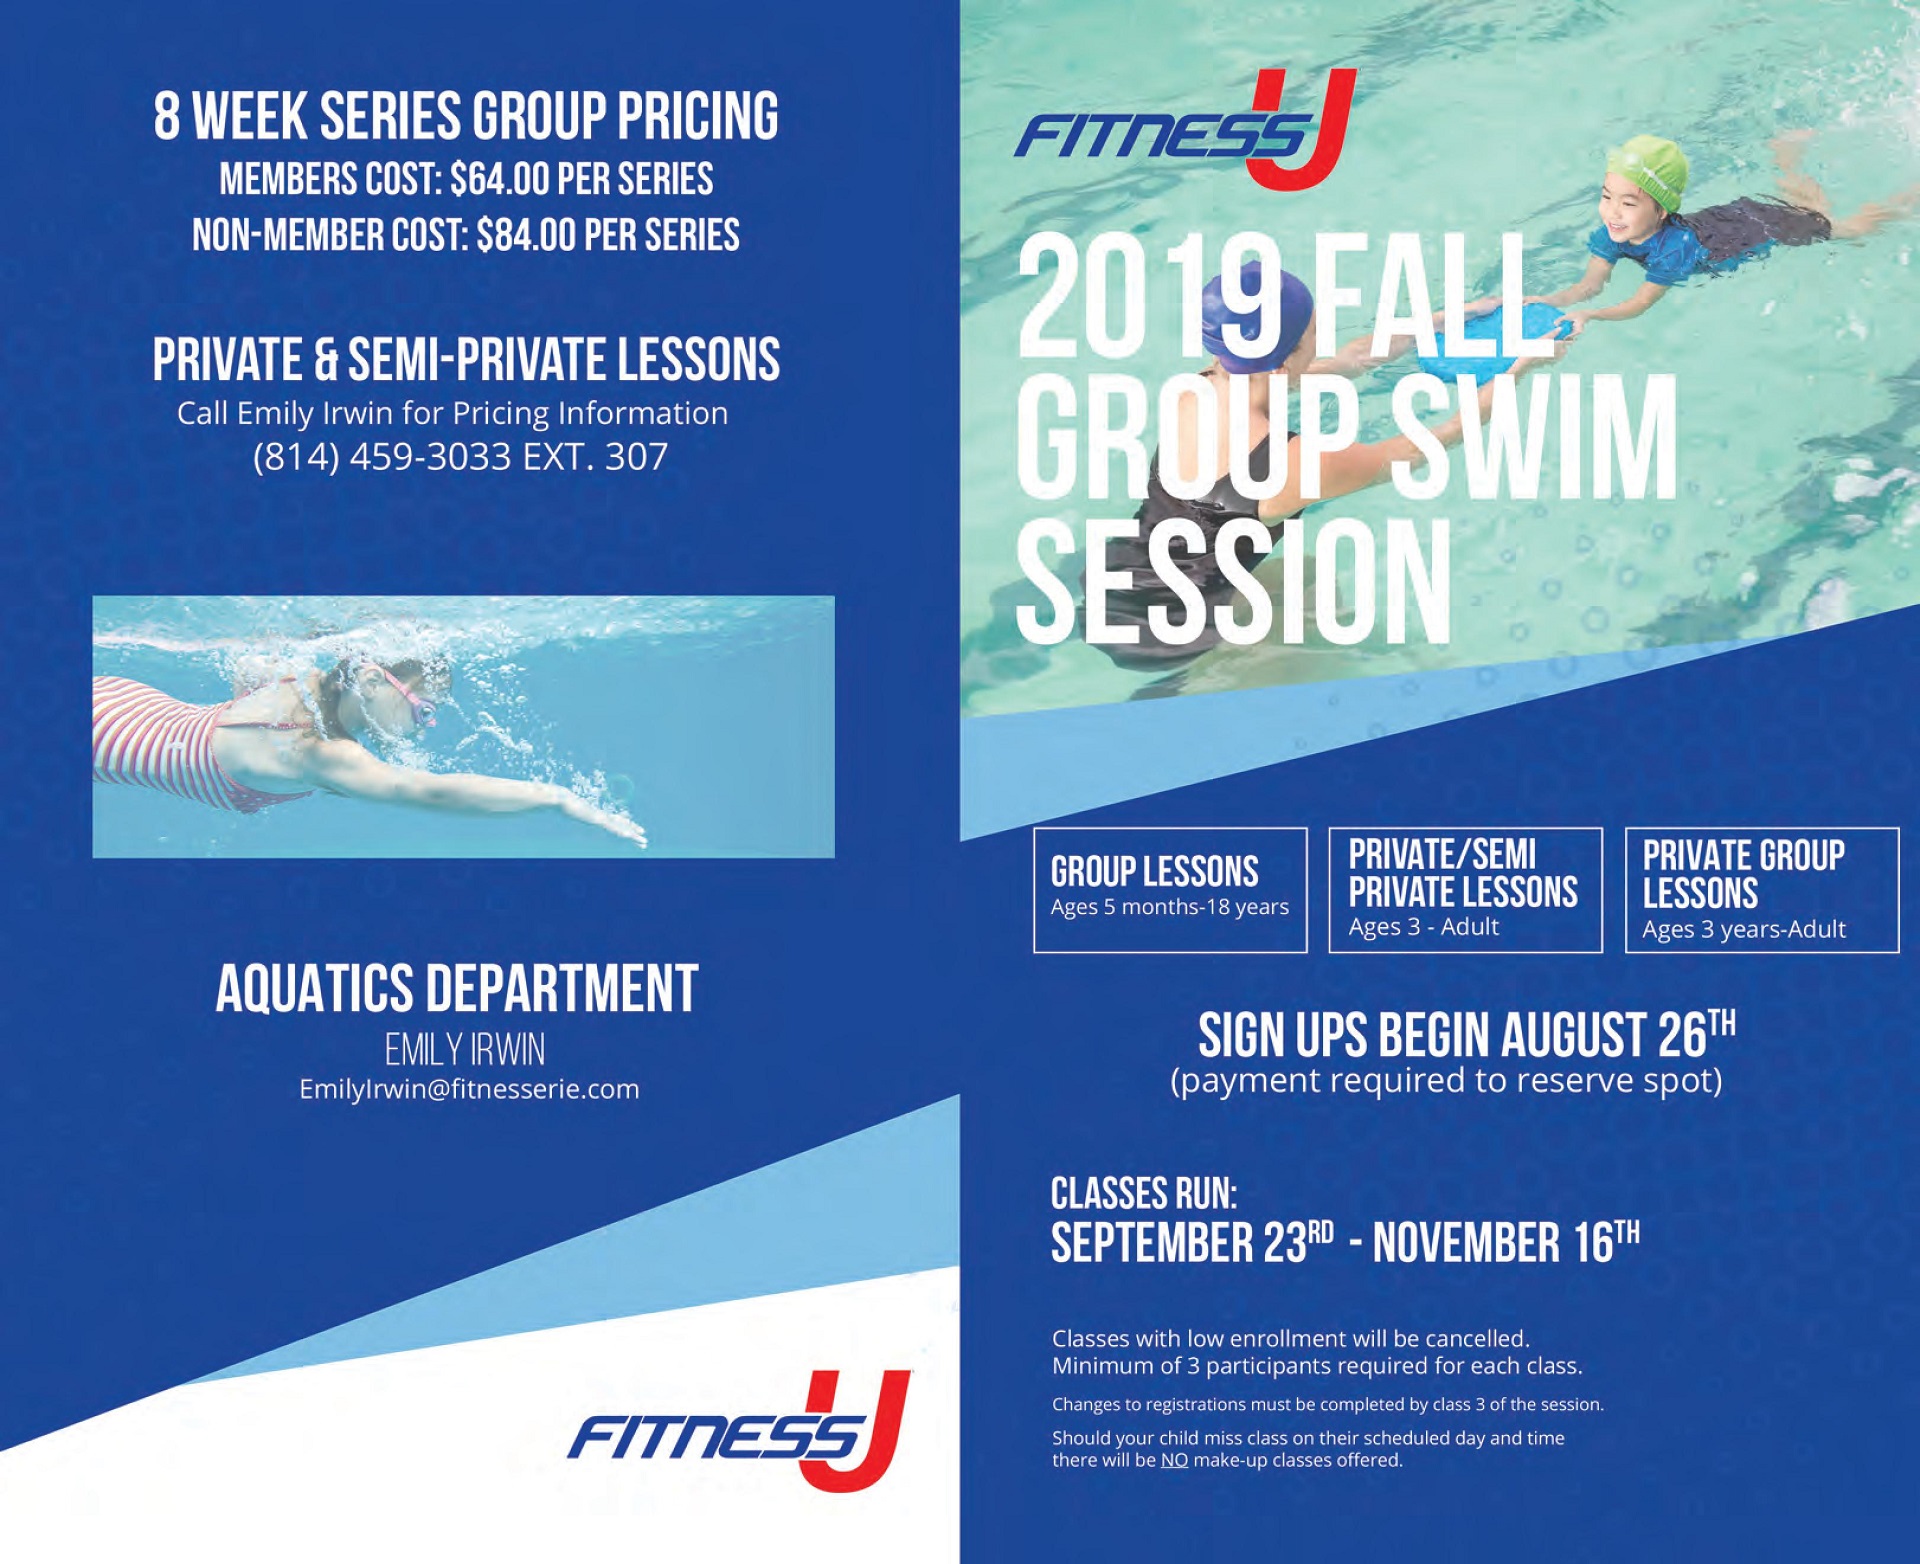 8 WEEK SERIES GROUP PRICING
MEMBERS COST: $64.00 PER SERIES
NON-MEMBER COST: $84.00 PER SERIES
PRIVATE & SEMI-PRIVATE LESSONS
Call Emily Irwin for Pricing Information
(814) 459-3033 EXT. 307
AQUATICS DEPARTMENT
EMILY IRWIN
EmilyIrwin@fitnesserie.com
FITNESS U
FITNESS U
2019 FALL
GROUP SWIM
SESSION
GROUP LESSONS
Ages 5 months-18 years
PRIVATE/SEMI
PRIVATE LESSONS
Ages 3 - Adult
PRIVATE GROUP
LESSONS
Ages 3 years-Adult
SIGN UPS BEGIN AUGUST 26TH
(payment required to reserve spot)
CLASSES RUN:
SEPTEMBER 23RD - NOVEMBER 16TH
Classes with low enrollment will be cancelled.
Minimum of 3 participants required for each class.
Changes to registrations must be completed by class 3 of the session.
Should your child miss class on their scheduled day and time
there will be NO make-up classes offered.